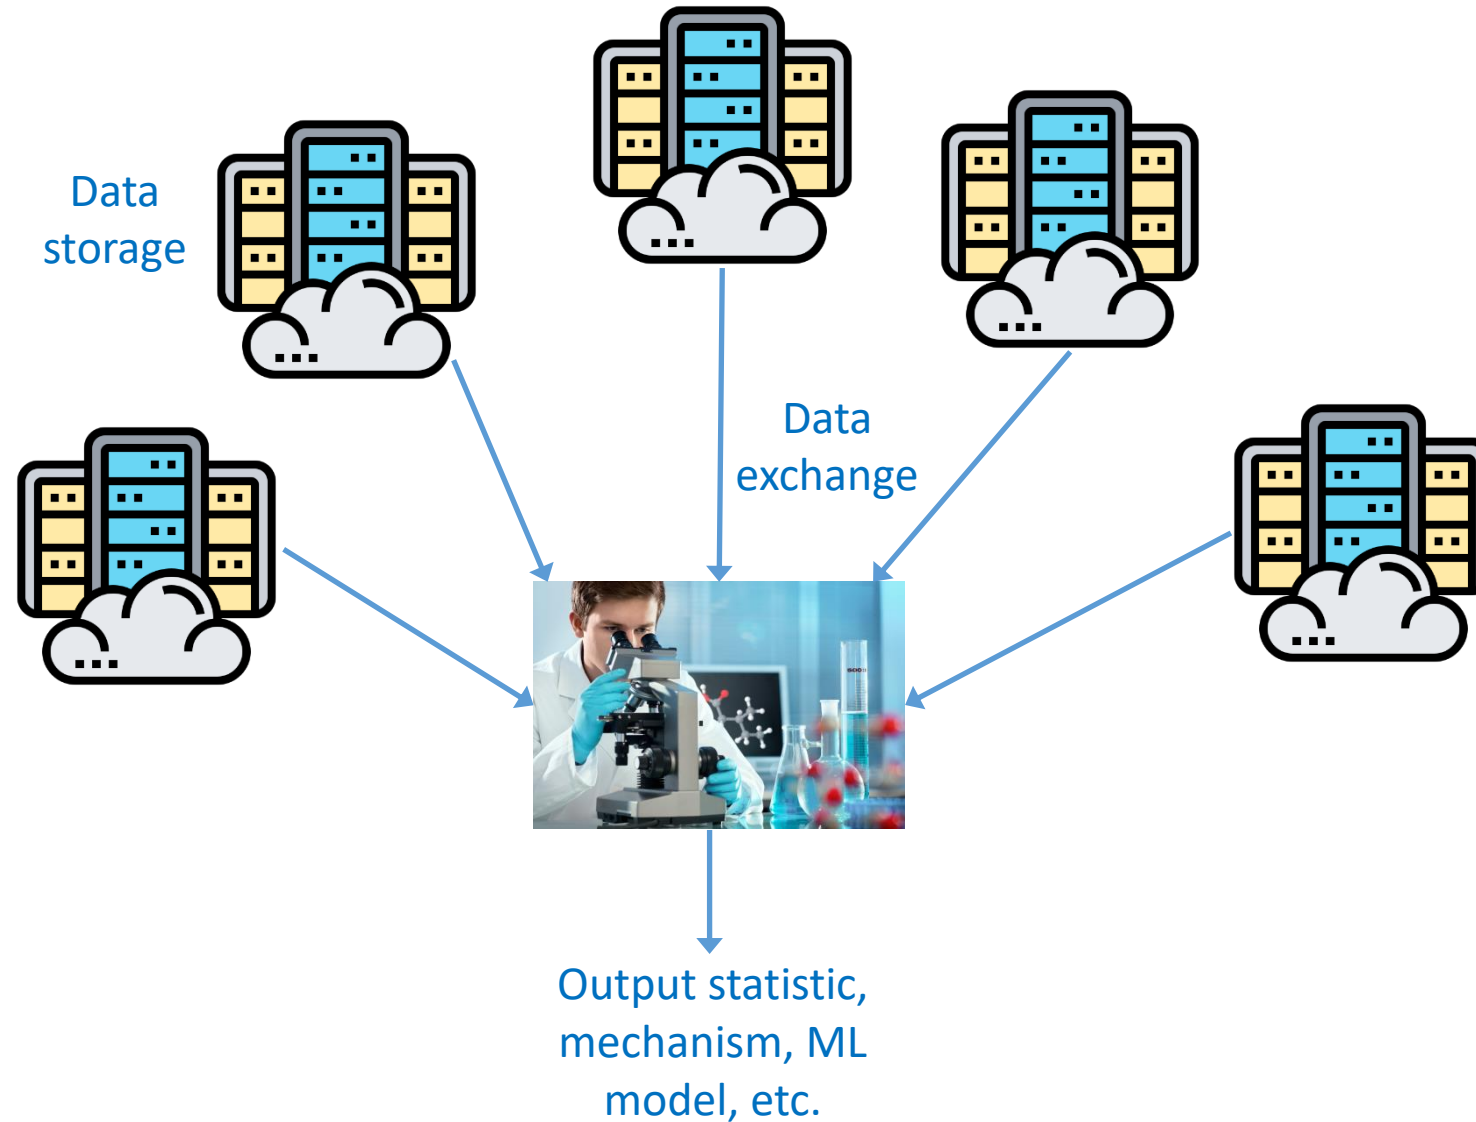 Data
storage
Data
exchange
Output statistic,
mechanism, ML
model, etc.